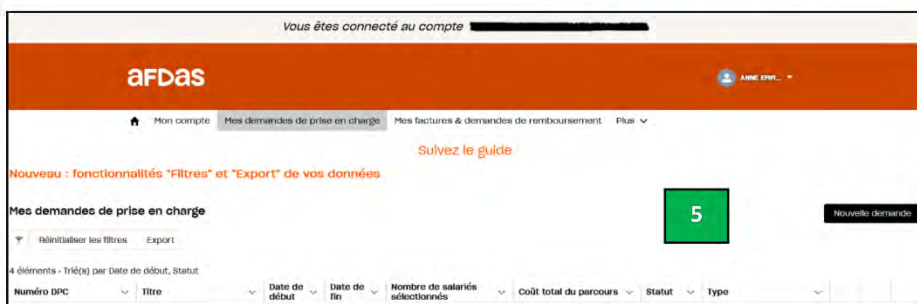 Vous êtes connecté au compte
aFDas
ANNE EMM...
Mon compte Mes demandes de prise en charge Mes factures & demandes de remboursement Plus
Suivez le guide
Nouveau : fonctionnalités "Filtres" et "Export" de vos données
Mes demandes de prise en charge
5
Nouvelle demande
Réinitialiser les filtres Export
4 éléments • Trié(s) par Date de début, Statut
Numéro DPC Titre Date de début Date de fin Nombre de salariés sélectionnés Coût total du parcours Statut Type